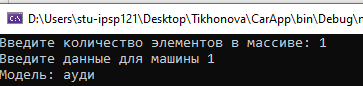 D:\Users\stu-ipsp121\Desktop\Tikhonova\CarApp\bin\Debug\
Введите количество элементов в массиве: 1
Введите данные для машины 1
Модель: ауди